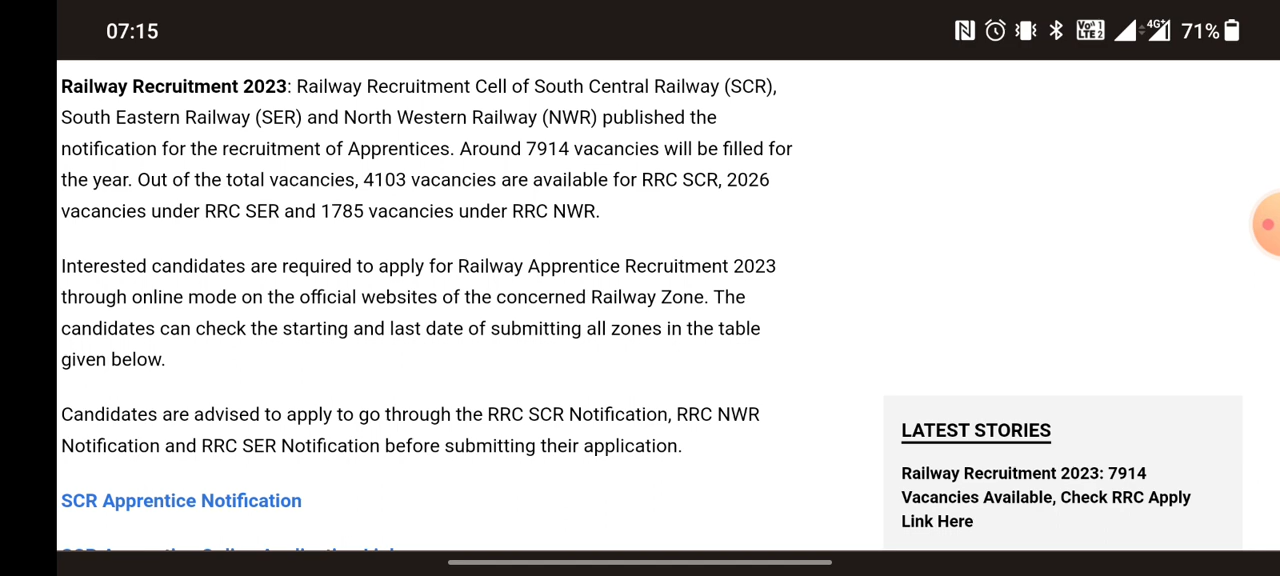 07:15
Vo 1
LTE 2
4G+
71%
Railway Recruitment 2023: Railway Recruitment Cell of South Central Railway (SCR),
South Eastern Railway (SER) and North Western Railway (NWR) published the
notification for the recruitment of Apprentices. Around 7914 vacancies will be filled for
the year. Out of the total vacancies, 4103 vacancies are available for RRC SCR, 2026
vacancies under RRC SER and 1785 vacancies under RRC NWR.
Interested candidates are required to apply for Railway Apprentice Recruitment 2023
through online mode on the official websites of the concerned Railway Zone. The
candidates can check the starting and last date of submitting all zones in the table
given below.
Candidates are advised to apply to go through the RRC SCR Notification, RRC NWR
Notification and RRC SER Notification before submitting their application.
SCR Apprentice Notification
LATEST STORIES
Railway Recruitment 2023: 7914
Vacancies Available, Check RRC Apply
Link Here